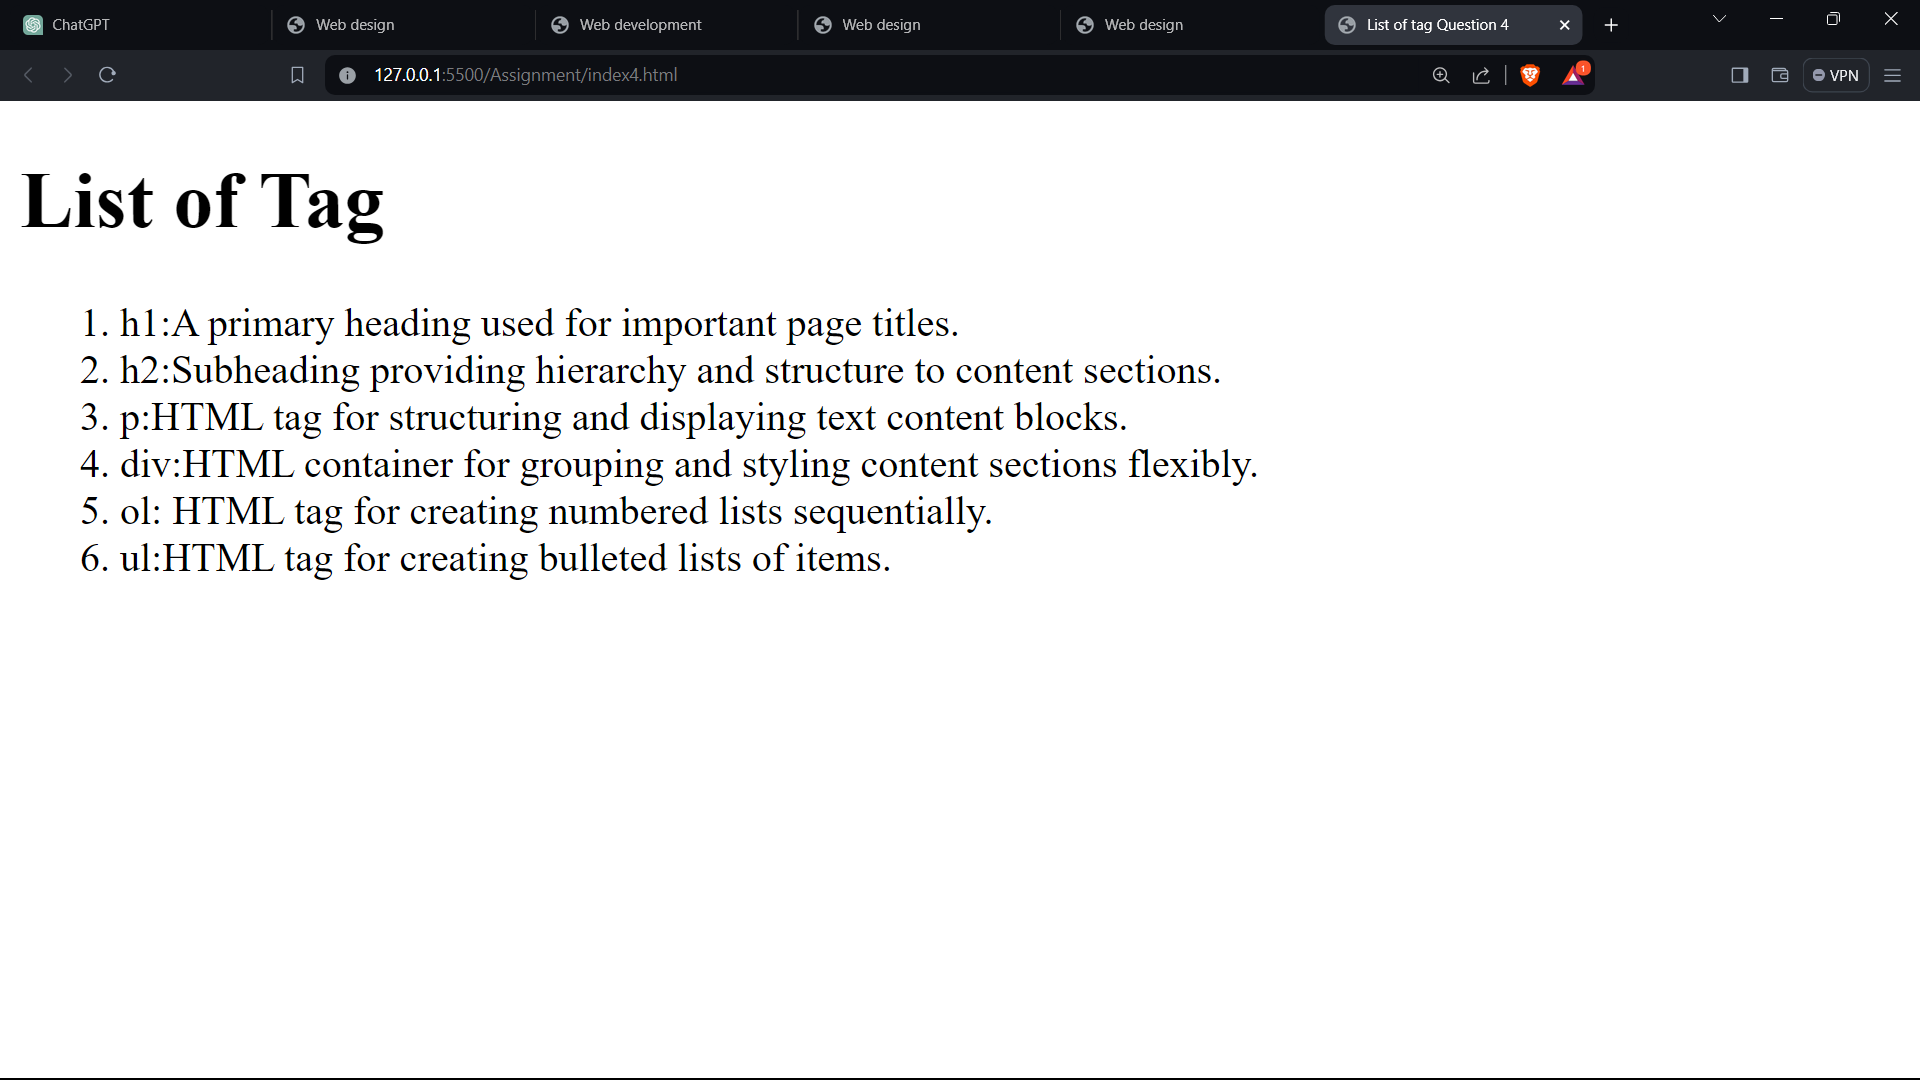 ChatGPT
Web design
Web development
Web design
Web design
List of tag Question 4
127.0.0.1:5500/Assignment/index4.html
1
VPN
List of Tag
1. h1:A primary heading used for important page titles.
2. h2:Subheading providing hierarchy and structure to content sections.
3. p:HTML tag for structuring and displaying text content blocks.
4. div:HTML container for grouping and styling content sections flexibly.
5. ol: HTML tag for creating numbered lists sequentially.
6. ul:HTML tag for creating bulleted lists of items.